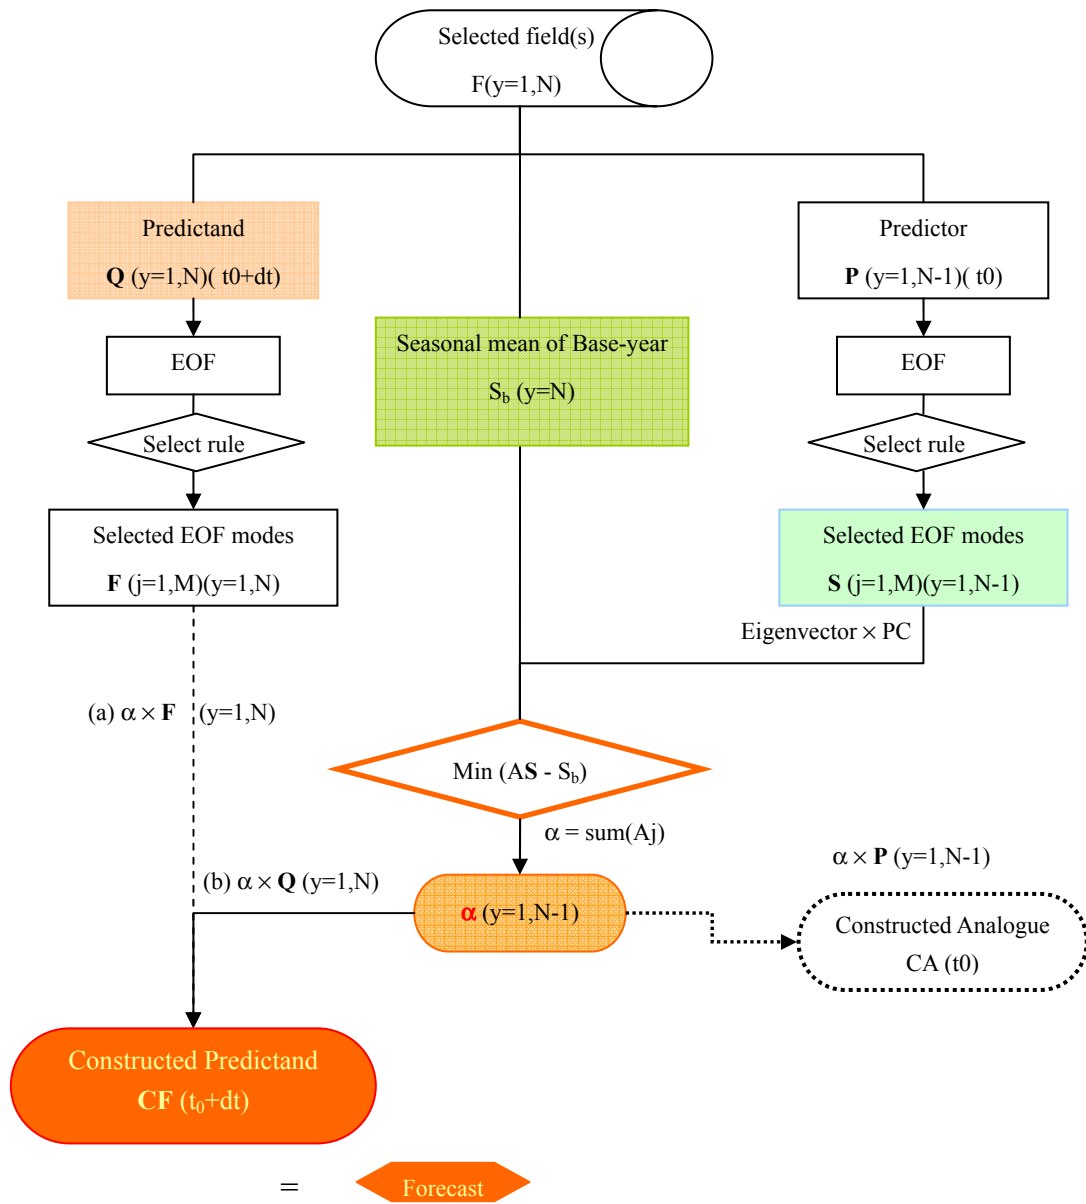 Selected field(s)
F(y=1,N)
Predictand
Q (y=1,N)( t0+dt)
Predictor
P (y=1,N-1)( t0)
Seasonal mean of Base-year
Sb (y=N)
EOF
EOF
Select rule
Select rule
Selected EOF modes
F (j=1,M)(y=1,N)
Selected EOF modes
S (j=1,M)(y=1,N-1)
Eigenvector × PC
(a) α × F (y=1,N)
Min (AS - Sb)
α = sum(Aj)
α × P (y=1,N-1)
(b) α × Q (y=1,N)
α (y=1,N-1)
Constructed Analogue
CA (t0)
Constructed Predictand
CF (t0+dt)
= Forecast